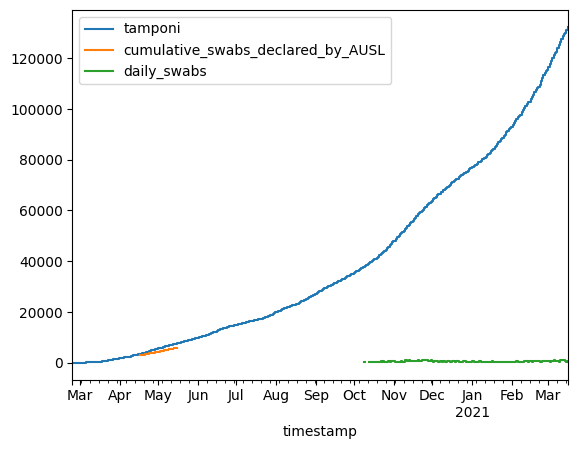 tamponi
cumulative_swabs_declared_by_AUSL
daily_swabs
120000
100000
80000
60000
40000
20000
0
Mar Apr May Jun Jul Aug Sep Oct Nov Dec Jan Feb Mar
2021
timestamp